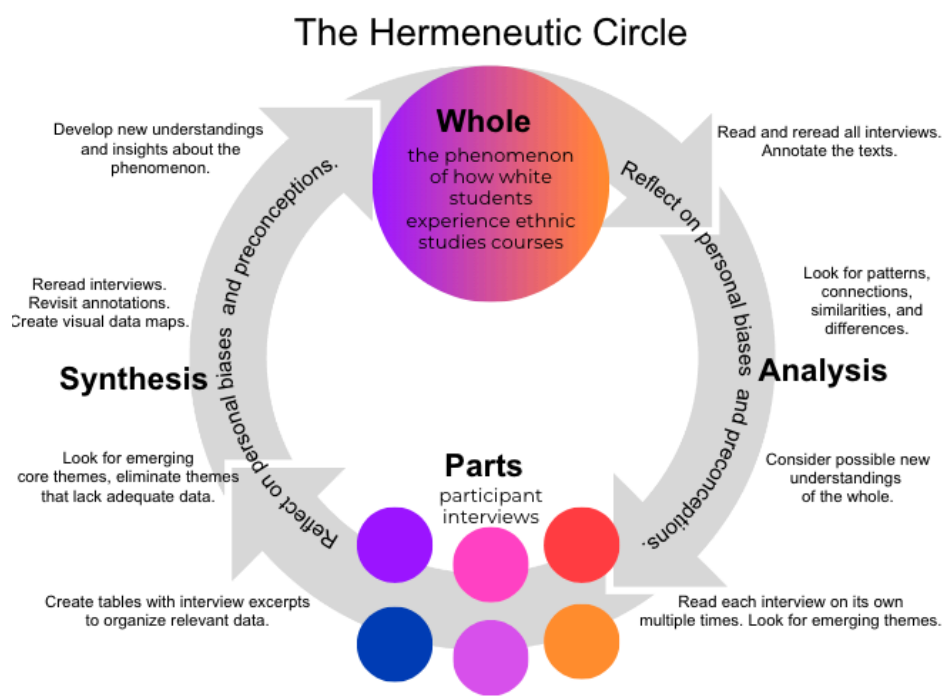 The Hermeneutic Circle
Whole
the phenomenon
of how white
students
experience ethnic
studies courses
Read and reread all interviews.
Annotate the texts.
Reflect on personal biases and preconceptions.
Look for patterns,
connections,
similarities, and
differences.
Analysis
Consider possible new
understandings
of the whole.
Read each interview on its own
multiple times. Look for emerging themes.
Parts
participant
interviews
Create tables with interview excerpts
to organize relevant data.
Look for emerging
core themes, eliminate themes
that lack adequate data.
Synthesis
Reflect on personal biases and preconceptions.
Reread interviews.
Revisit annotations.
Create visual data maps.
Develop new understandings
and insights about the
phenomenon.